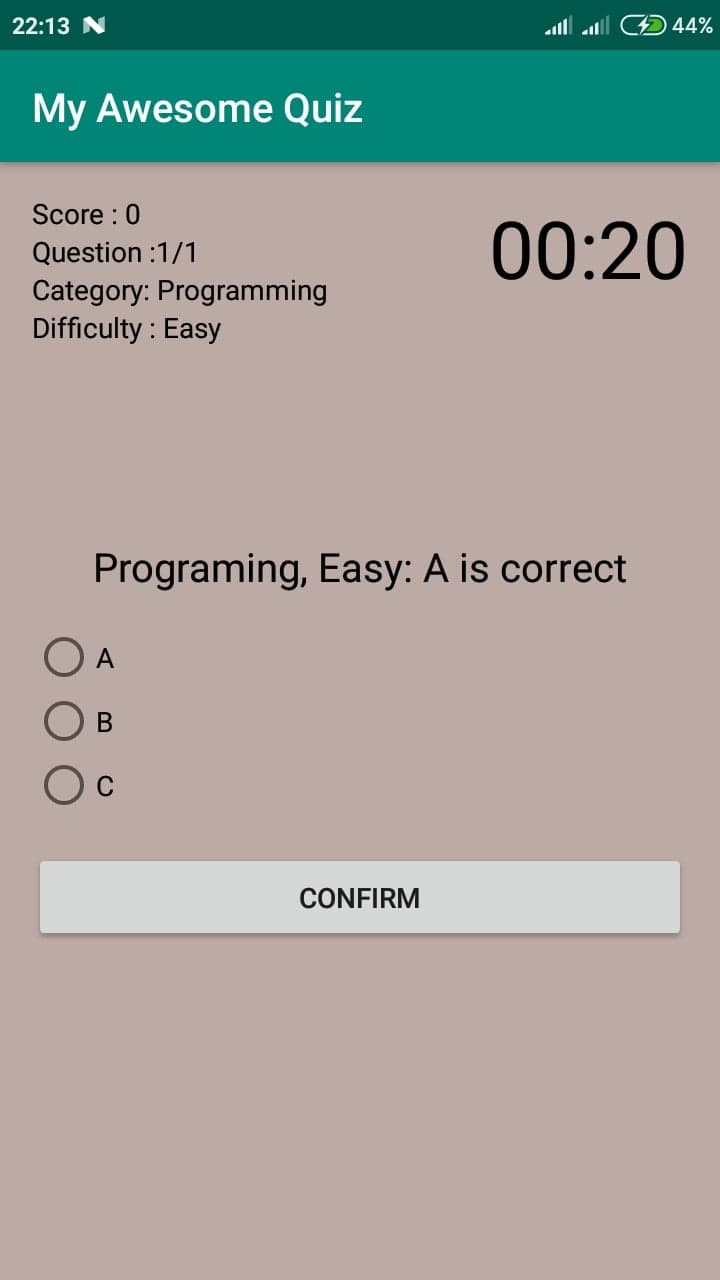 22:13 N 44%
My Awesome Quiz
Score : 0
Question :1/1
Category: Programming
Difficulty : Easy
00:20
Programing, Easy: A is correct
A
B
C
CONFIRM